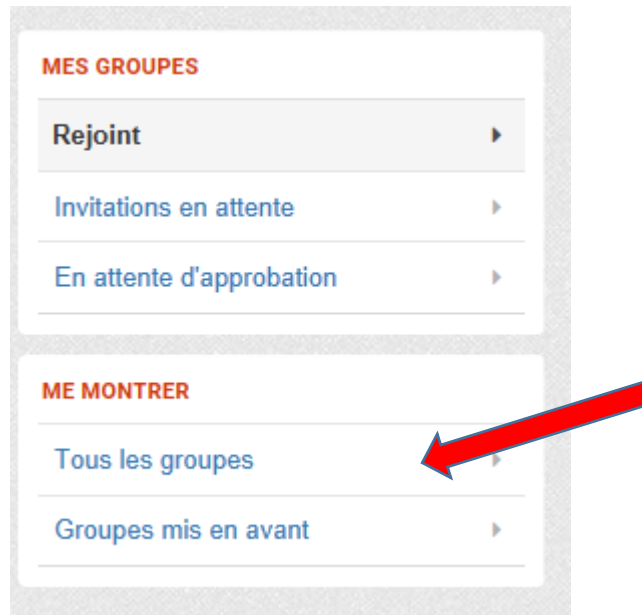 MES GROUPES
Rejoint
Invitations en attente
En attente d'approbation
ME MONTRER
Tous les groupes
Groupes mis en avant